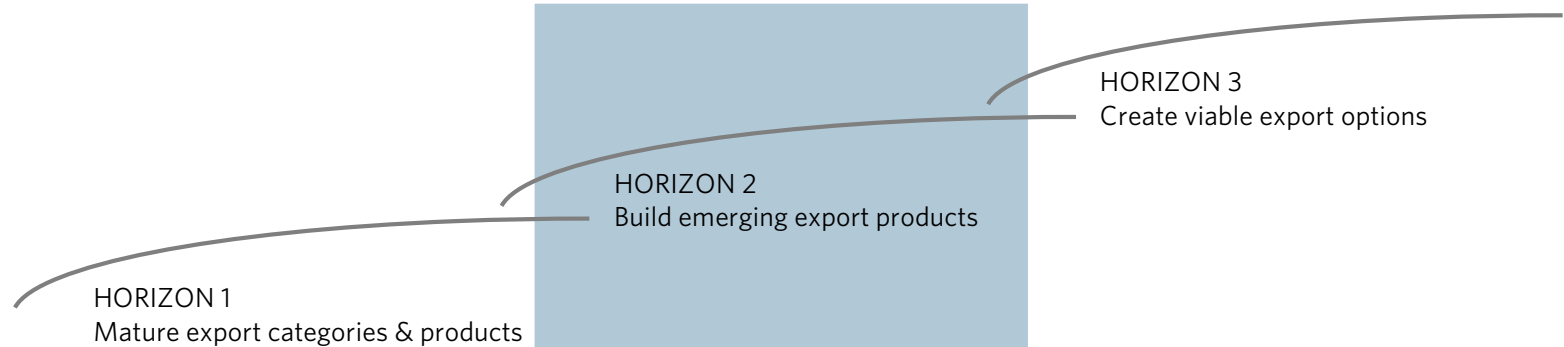 HORIZON 1
Mature export categories & products
HORIZON 2
Build emerging export products
HORIZON 3
Create viable export options